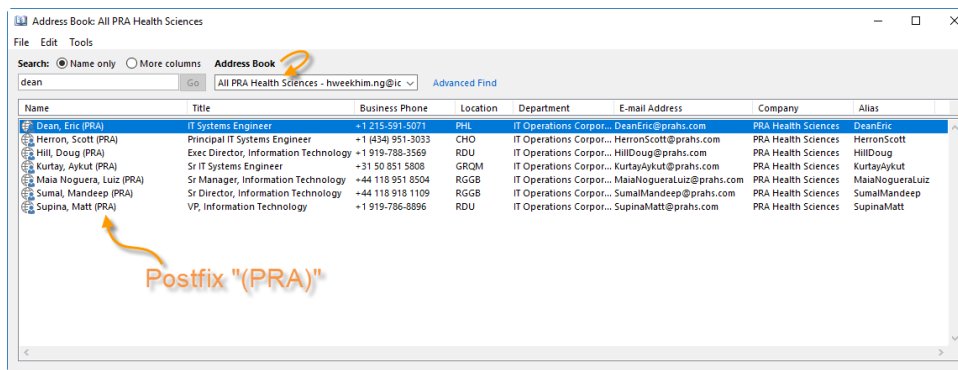 Address Book: All PRA Health Sciences
File Edit Tools
Search: Name only More columns Address Book
dean Go All PRA Health Sciences - hweekhim.ng@ic Advanced Find
Name Title Business Phone Location Department E-mail Address Company Alias
Dean, Eric (PRA) IT Systems Engineer +1 215-591-5071 PHL IT Operations Corpor... DeanEric@prahs.com PRA Health Sciences DeanEric
Herron, Scott (PRA) Principal IT Systems Engineer +1 (434) 951-3033 CHO IT Operations Corpor... HerronScott@prahs.com PRA Health Sciences HerronScott
Hill, Doug (PRA) Exec Director, Information Technology +1 919-788-3569 RDU IT Operations Corpor... HillDoug@prahs.com PRA Health Sciences HillDoug
Kurtay, Aykut (PRA) Sr IT Systems Engineer +31 50 851 5808 GRQM IT Operations Corpor... KurtayAykut@prahs.com PRA Health Sciences KurtayAykut
Maia Noguera, Luiz (PRA) Sr Manager, Information Technology +44 118 951 8504 RGGB IT Operations Corpor... MaiaNogueraLuiz@prahs.com PRA Health Sciences MaiaNogueraLuiz
Sumal, Mandeep (PRA) Sr Director, Information Technology +44 118 918 1109 RGGB IT Operations Corpor... SumalMandeep@prahs.com PRA Health Sciences SumalMandeep
Supina, Matt (PRA) VP, Information Technology +1 919-786-8896 RDU IT Operations Corpor... SupinaMatt@prahs.com PRA Health Sciences SupinaMatt
Postfix "(PRA)"